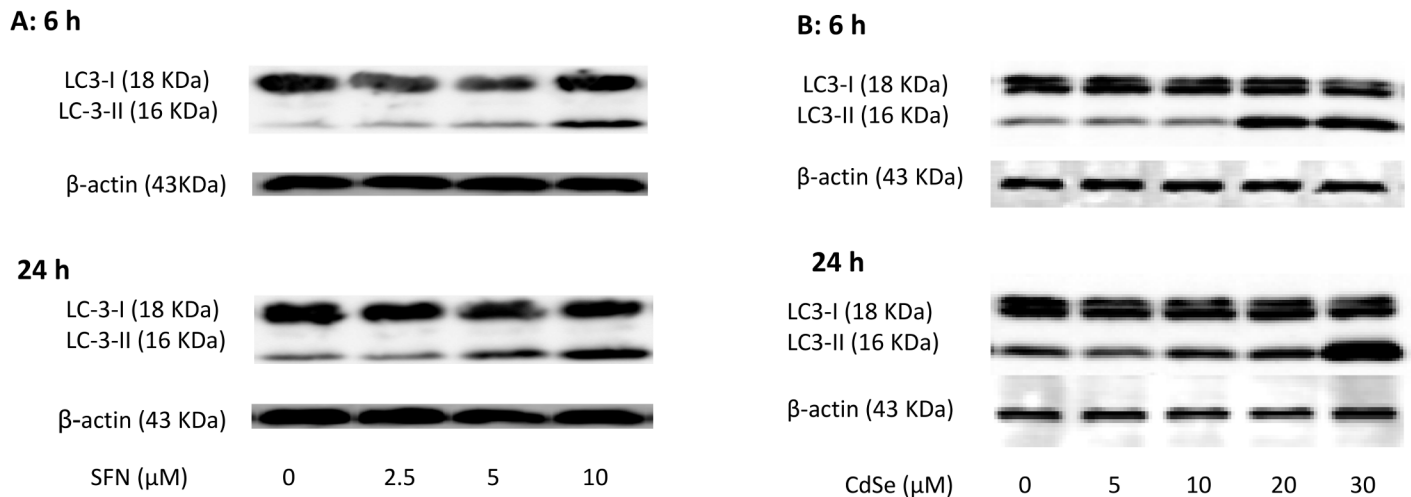 A: 6 h
LC3-I (18 KDa)
LC-3-II (16 KDa)
β-actin (43KDa)
24 h
LC-3-I (18 KDa)
LC-3-II (16 KDa)
β-actin (43 KDa)
SFN (μM) 0 2.5 5 10
B: 6 h
LC3-I (18 KDa)
LC3-II (16 KDa)
β-actin (43 KDa)
24 h
LC3-I (18 KDa)
LC3-II (16 KDa)
β-actin (43 KDa)
CdSe (μM) 0 5 10 20 30